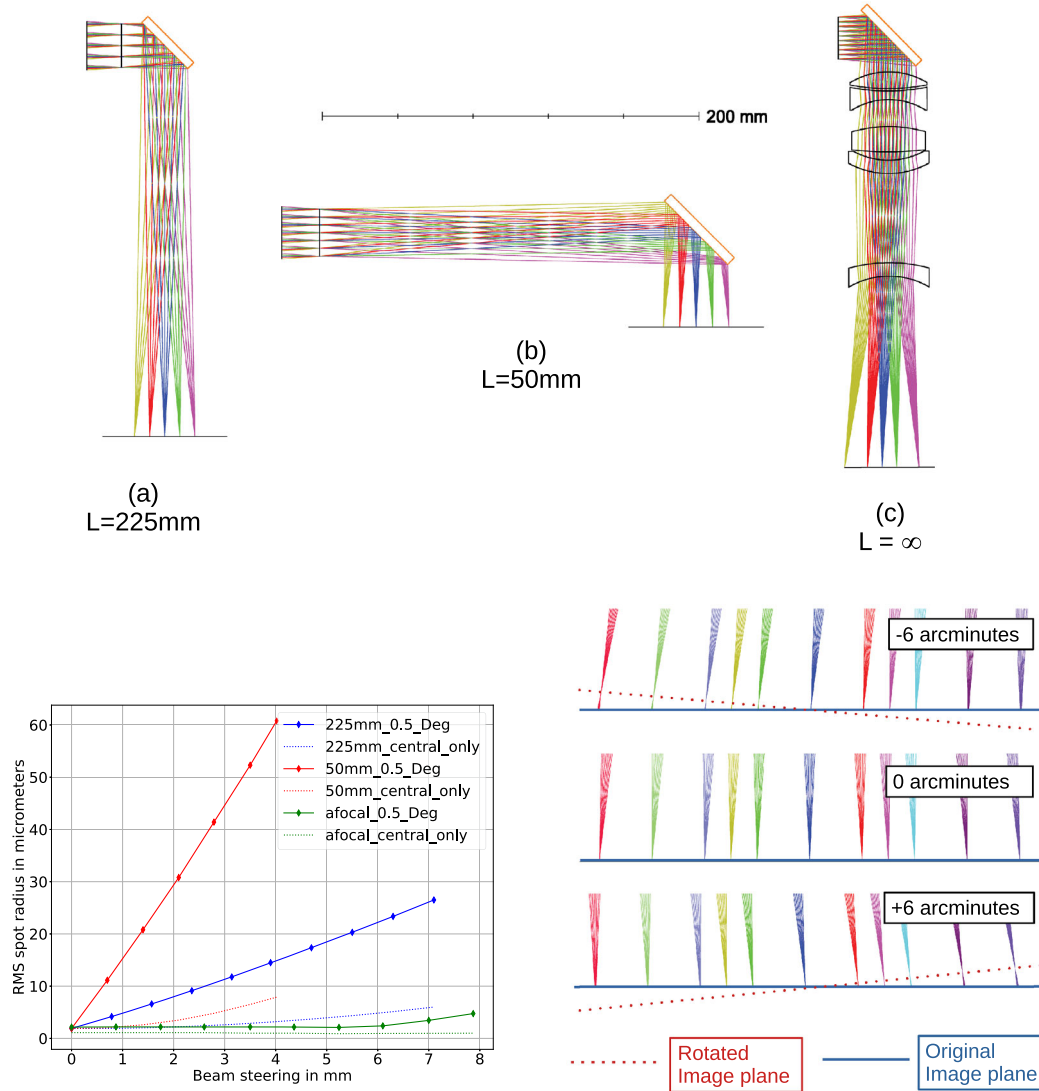 200 mm
(a)
L=225mm
(b)
L=50mm
(c)
L = ∞
RMS spot radius in micrometers
60
50
40
30
20
10
0
0 1 2 3 4 5 6 7 8
Beam steering in mm
225mm_0.5_Deg
225mm_central_only
50mm_0.5_Deg
50mm_central_only
afocal_0.5_Deg
afocal_central_only
-6 arcminutes
0 arcminutes
+6 arcminutes
Rotated
Image plane
Original
Image plane